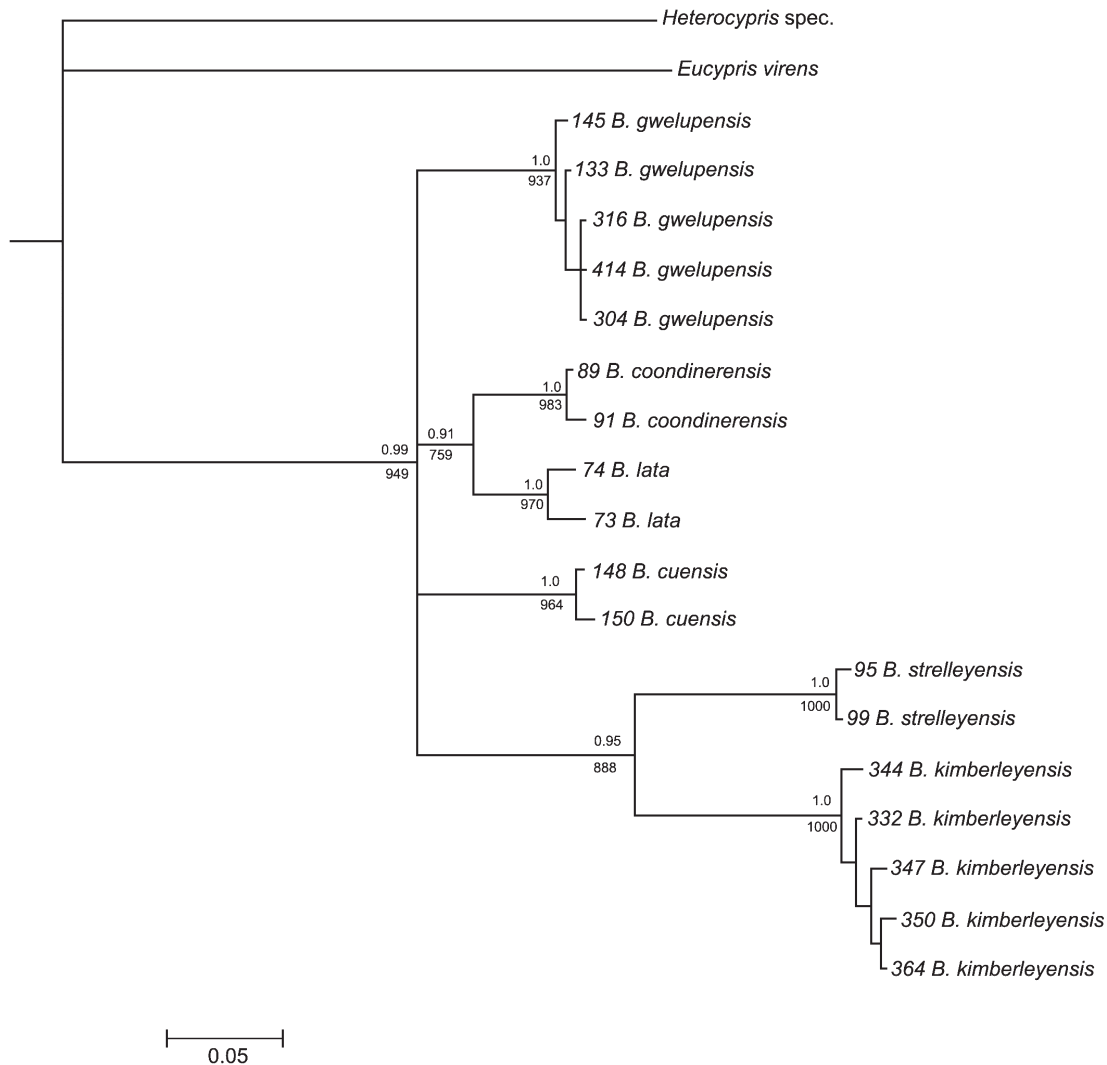 Heterocypris spec.
Eucypris virens
145 B. gwelupensis
1.0
937
133 B. gwelupensis
316 B. gwelupensis
414 B. gwelupensis
304 B. gwelupensis
89 B. coondinerensis
1.0
983
91 B. coondinerensis
0.91
759
0.99
949
74 B. lata
1.0
970
73 B. lata
148 B. cuensis
1.0
964
150 B. cuensis
95 B. strelleyensis
1.0
1000
99 B. strelleyensis
0.95
888
344 B. kimberleyensis
1.0
1000
332 B. kimberleyensis
347 B. kimberleyensis
350 B. kimberleyensis
364 B. kimberleyensis
0.05